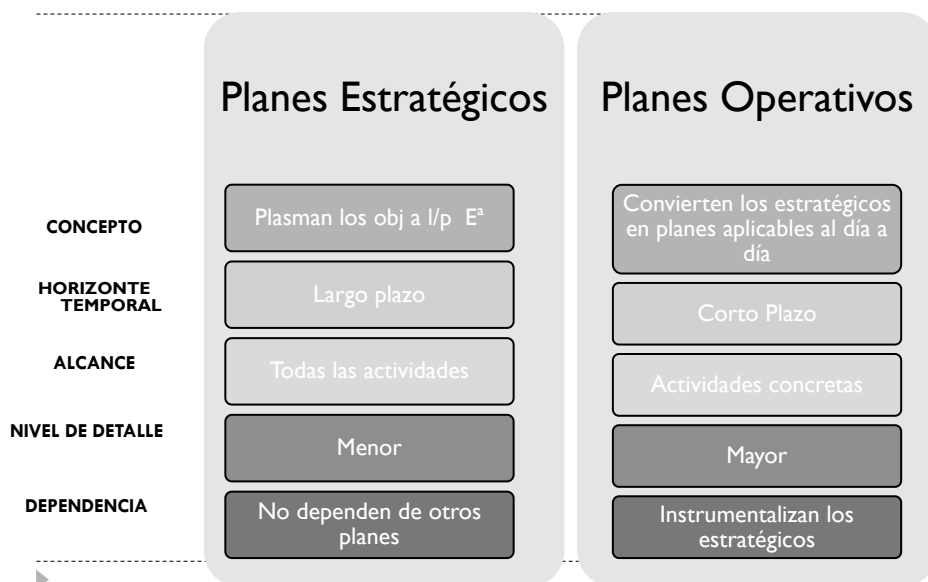 Planes Estratégicos
Planes Operativos
CONCEPTO
Plasman los obj a l/p Eª
Convierten los estratégicos
en planes aplicables al día a
día
HORIZONTE
TEMPORAL
Largo plazo
Corto Plazo
ALCANCE
Todas las actividades
Actividades concretas
NIVEL DE DETALLE
Menor
Mayor
DEPENDENCIA
No dependen de otros
planes
Instrumentalizan los
estratégicos